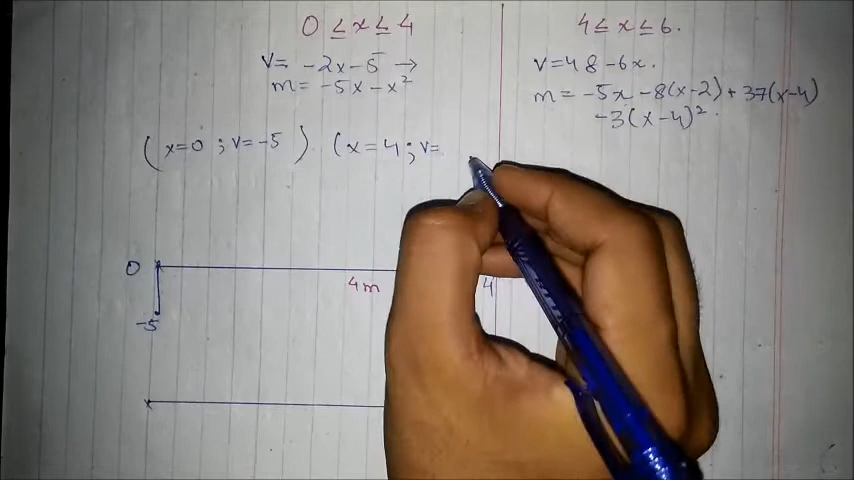 0 ≤ x ≤ 4
v= -2x-5 →
m= -5x - x²
4 ≤ x ≤ 6.
v=48-6x.
m= -5x -8(x-2) + 37(x-4)
-3(x-4)².
(x=0 ; v=-5) (x=4 ; v=
0
4m
4
-5